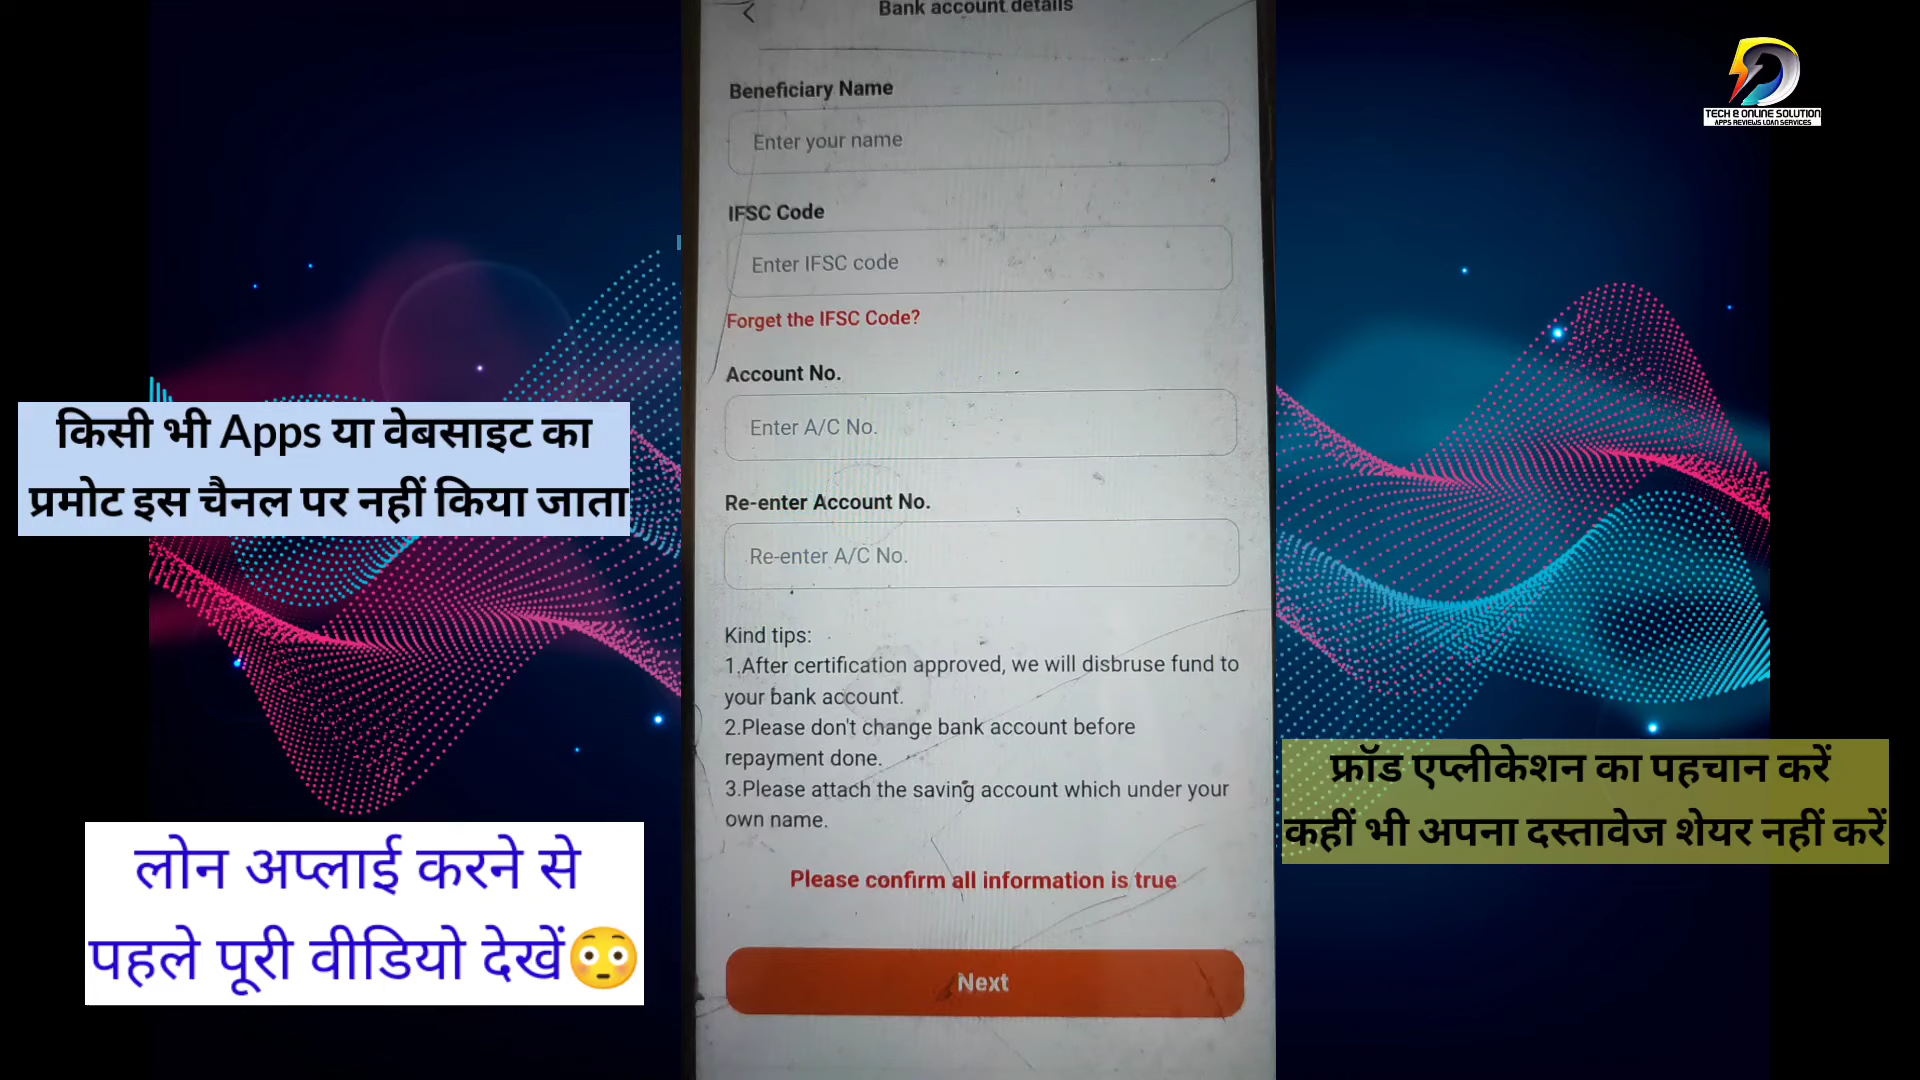 Bank account details
Beneficiary Name
Enter your name
IFSC Code
Enter IFSC code
Forget the IFSC Code?
Account No.
Enter A/C No.
Re-enter Account No.
Re-enter A/C No.
Kind tips:
1.After certification approved, we will disbruse fund to
your bank account.
2.Please don't change bank account before
repayment done.
3.Please attach the saving account which under your
own name.
Please confirm all information is true
Next
किसी भी Apps या वेबसाइट का
प्रमोट इस चैनल पर नहीं किया जाता
लोन अप्लाई करने से
पहले पूरी वीडियो देखें😳
TECH e ONLINE SOLUTION
APPS REVIEWS LOAN SERVICES
फ्रॉड एप्लीकेशन का पहचान करें
कहीं भी अपना दस्तावेज शेयर नहीं करें